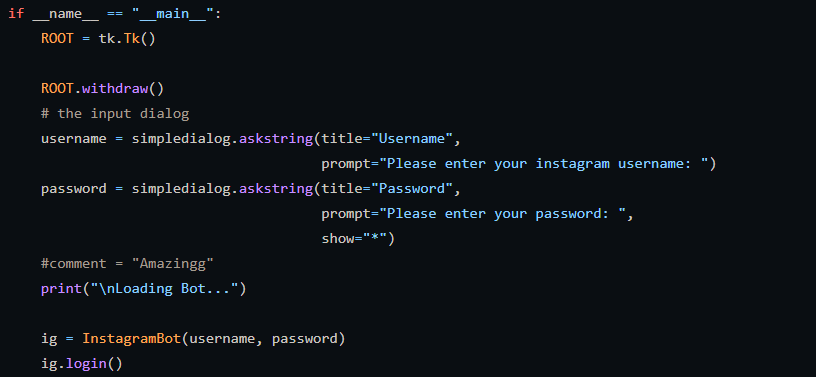 if __name__ == "__main__":
    ROOT = tk.Tk()

    ROOT.withdraw()
    # the input dialog
    username = simpledialog.askstring(title="Username",
                                      prompt="Please enter your instagram username: ")
    password = simpledialog.askstring(title="Password",
                                      prompt="Please enter your password: ",
                                      show="*")
    #comment = "Amazingg"
    print("\nLoading Bot...")

    ig = InstagramBot(username, password)
    ig.login()